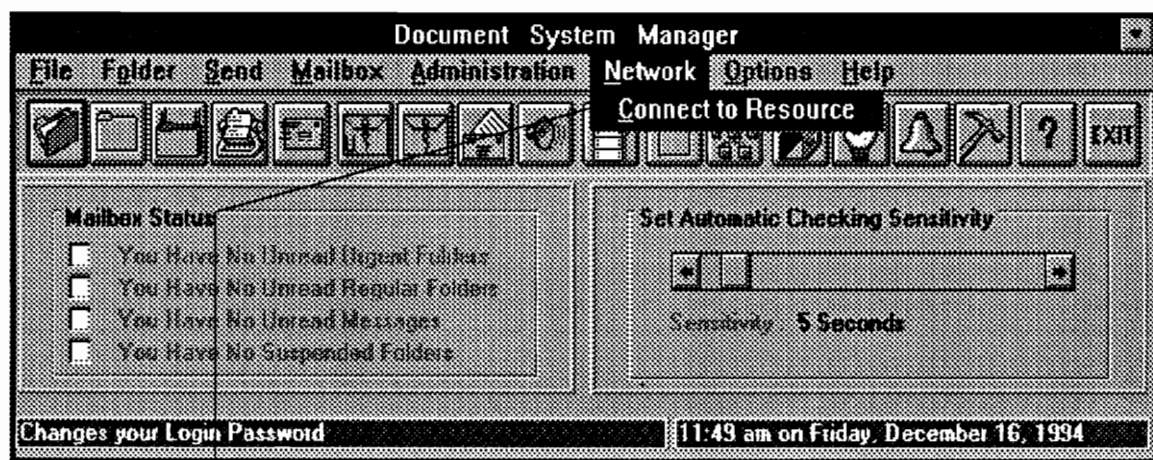 Document System Manager
File Folder Send Mailbox Administration Network Options Help
Connect to Resource
? EXIT
Mailbox Status
You Have No Unread Urgent Folders
You Have No Unread Regular Folders
You Have No Unread Messages
You Have No Suspended Folders
Set Automatic Checking Sensitivity
Sensitivity 5 Seconds
Changes your Login Password
11:49 am on Friday, December 16, 1994